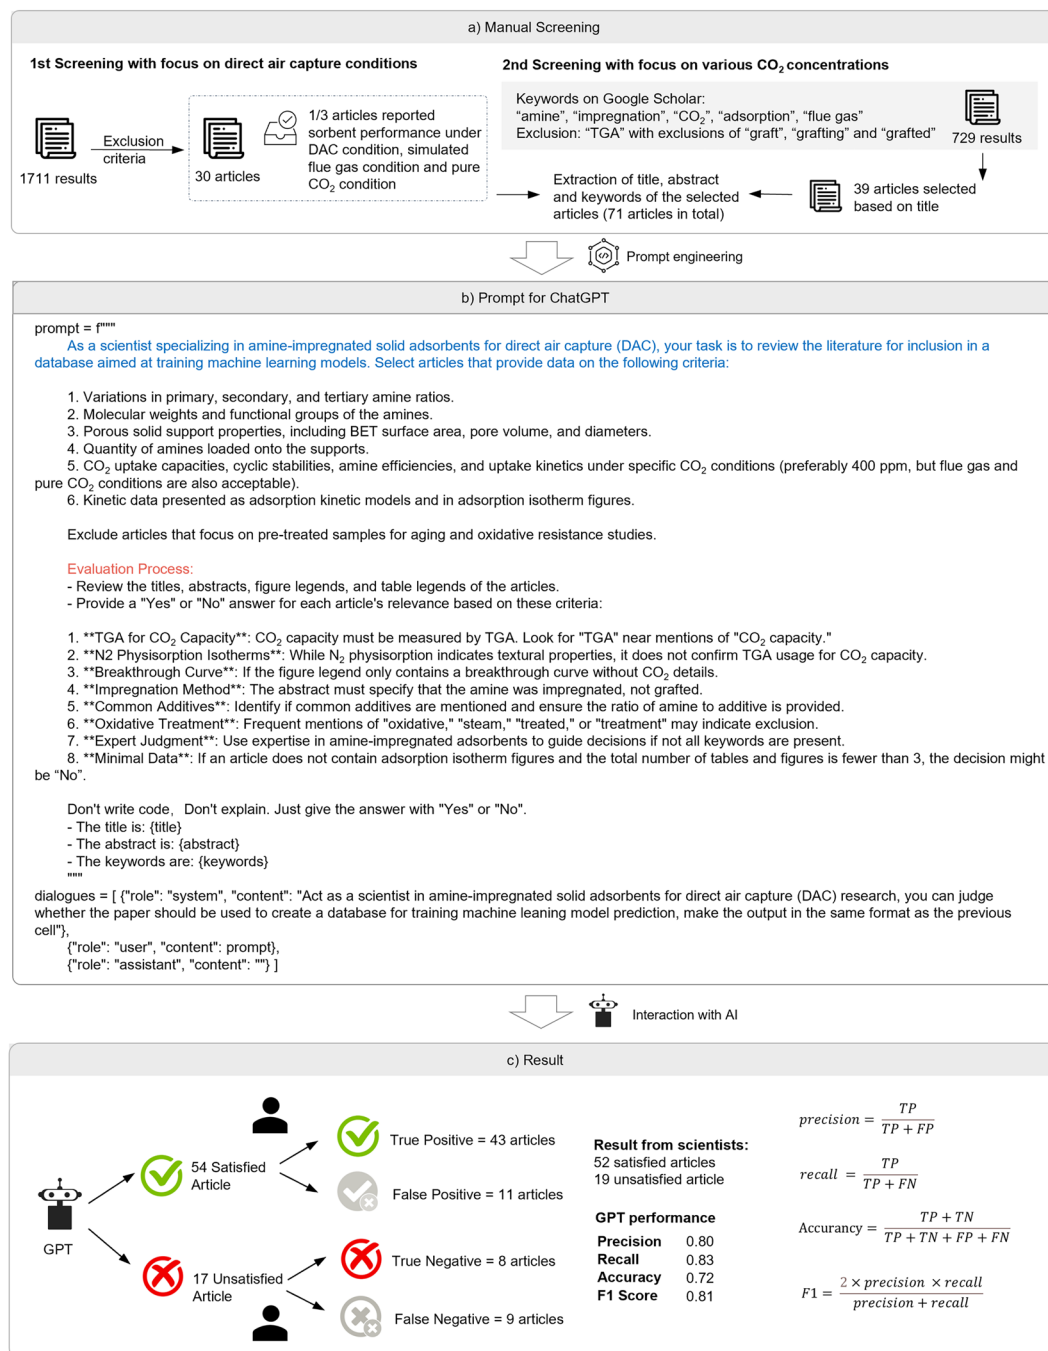 a) Manual Screening
1st Screening with focus on direct air capture conditions
1711 results
Exclusion
criteria
30 articles
1/3 articles reported
sorbent performance under
DAC condition, simulated
flue gas condition and pure
CO₂ condition
2nd Screening with focus on various CO₂ concentrations
Keywords on Google Scholar:
“amine”, “impregnation”, “CO₂”, “adsorption”, “flue gas”
Exclusion: “TGA” with exclusions of “graft”, “grafting” and “grafted”
729 results
39 articles selected
based on title
Extraction of title, abstract
and keywords of the selected
articles (71 articles in total)
Prompt engineering
b) Prompt for ChatGPT
prompt = f"""
As a scientist specializing in amine-impregnated solid adsorbents for direct air capture (DAC), your task is to review the literature for inclusion in a
database aimed at training machine learning models. Select articles that provide data on the following criteria:
1. Variations in primary, secondary, and tertiary amine ratios.
2. Molecular weights and functional groups of the amines.
3. Porous solid support properties, including BET surface area, pore volume, and diameters.
4. Quantity of amines loaded onto the supports.
5. CO₂ uptake capacities, cyclic stabilities, amine efficiencies, and uptake kinetics under specific CO₂ conditions (preferably 400 ppm, but flue gas and
pure CO₂ conditions are also acceptable).
6. Kinetic data presented as adsorption kinetic models and in adsorption isotherm figures.
Exclude articles that focus on pre-treated samples for aging and oxidative resistance studies.
Evaluation Process:
- Review the titles, abstracts, figure legends, and table legends of the articles.
- Provide a "Yes" or "No" answer for each article's relevance based on these criteria:
1. **TGA for CO₂ Capacity**: CO₂ capacity must be measured by TGA. Look for "TGA" near mentions of "CO₂ capacity."
2. **N2 Physisorption Isotherms**: While N₂ physisorption indicates textural properties, it does not confirm TGA usage for CO₂ capacity.
3. **Breakthrough Curve**: If the figure legend only contains a breakthrough curve without CO₂ details.
4. **Impregnation Method**: The abstract must specify that the amine was impregnated, not grafted.
5. **Common Additives**: Identify if common additives are mentioned and ensure the ratio of amine to additive is provided.
6. **Oxidative Treatment**: Frequent mentions of "oxidative," "steam," "treated," or "treatment" may indicate exclusion.
7. **Expert Judgment**: Use expertise in amine-impregnated adsorbents to guide decisions if not all keywords are present.
8. **Minimal Data**: If an article does not contain adsorption isotherm figures and the total number of tables and figures is fewer than 3, the decision might
be “No”.
Don't write code, Don't explain. Just give the answer with "Yes" or "No".
- The title is: {title}
- The abstract is: {abstract}
- The keywords are: {keywords}
"""
dialogues = [ {"role": "system", "content": "Act as a scientist in amine-impregnated solid adsorbents for direct air capture (DAC) research, you can judge
whether the paper should be used to create a database for training machine leaning model prediction, make the output in the same format as the previous
cell"},
{"role": "user", "content": prompt},
{"role": "assistant", "content": ""} ]
Interaction with AI
c) Result
GPT
54 Satisfied
Article
17 Unsatisfied
Article
True Positive = 43 articles
False Positive = 11 articles
True Negative = 8 articles
False Negative = 9 articles
Result from scientists:
52 satisfied articles
19 unsatisfied article
GPT performance
Precision 0.80
Recall 0.83
Accuracy 0.72
F1 Score 0.81
precision = TP / (TP + FP)
recall = TP / (TP + FN)
Accurancy = (TP + TN) / (TP + TN + FP + FN)
F1 = (2 × precision × recall) / (precision + recall)